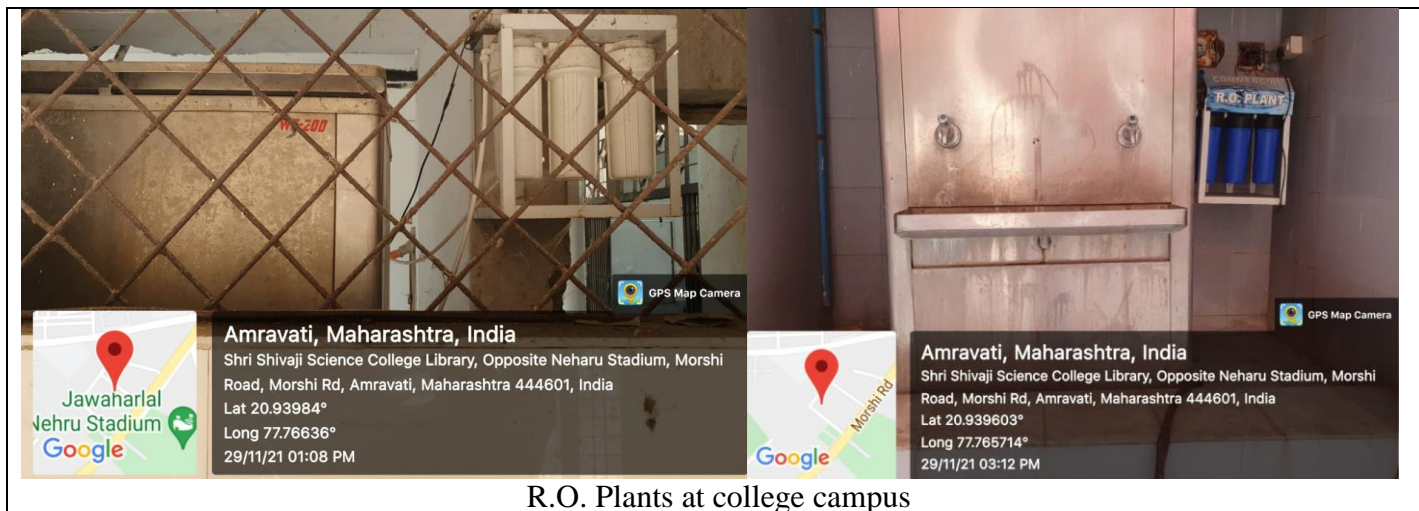 WS-200
GPS Map Camera
Amravati, Maharashtra, India
Shri Shivaji Science College Library, Opposite Neharu Stadium, Morshi
Road, Morshi Rd, Amravati, Maharashtra 444601, India
Lat 20.93984°
Long 77.76636°
29/11/21 01:08 PM
Jawaharlal
Nehru Stadium
Google
COMMERCIAL
R.O. PLANT
GPS Map Camera
Amravati, Maharashtra, India
Shri Shivaji Science College Library, Opposite Neharu Stadium, Morshi
Road, Morshi Rd, Amravati, Maharashtra 444601, India
Lat 20.939603°
Long 77.765714°
29/11/21 03:12 PM
Morshi Rd
Google
R.O. Plants at college campus